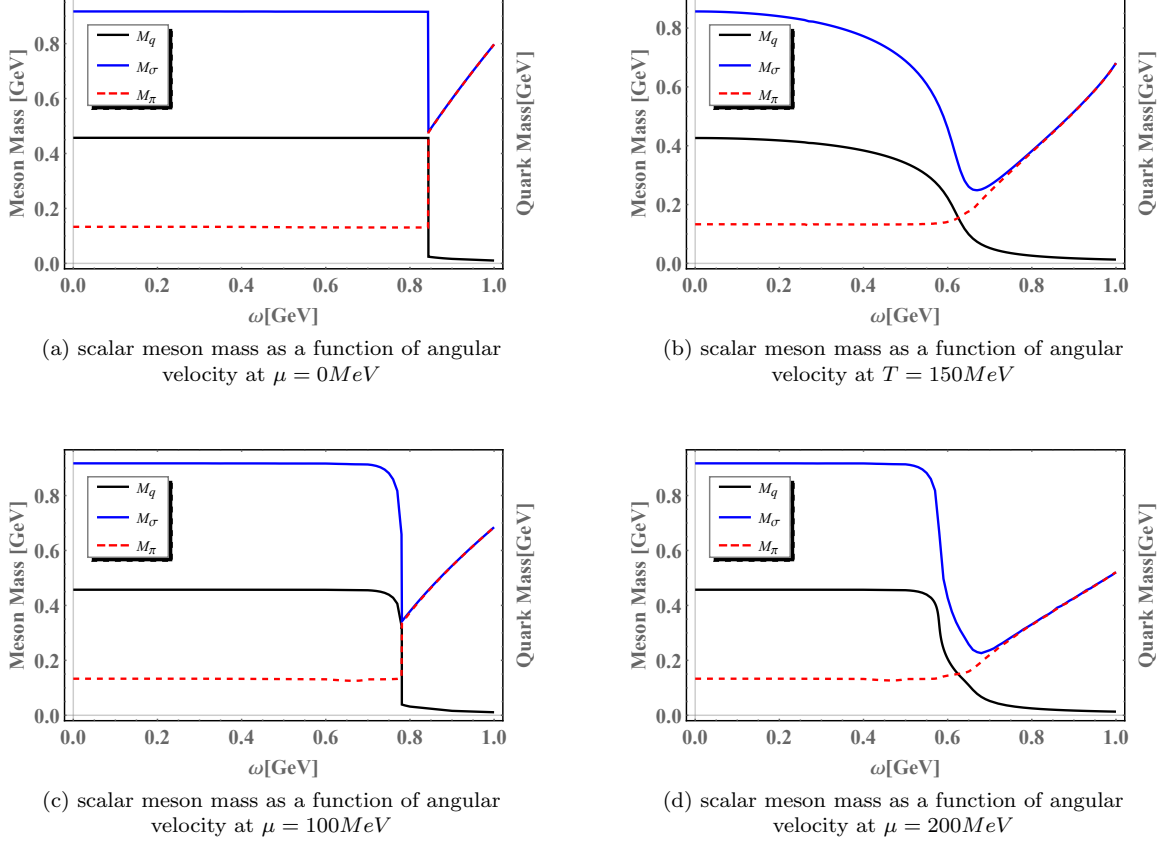 Meson Mass [GeV]
0.8
0.6
0.4
0.2
0.0
M_q
M_σ
M_π
0.0 0.2 0.4 0.6 0.8 1.0
ω[GeV]
Quark Mass[GeV]
(a) scalar meson mass as a function of angular
velocity at μ = 0MeV
Meson Mass [GeV]
0.8
0.6
0.4
0.2
0.0
M_q
M_σ
M_π
0.0 0.2 0.4 0.6 0.8 1.0
ω[GeV]
Quark Mass[GeV]
(b) scalar meson mass as a function of angular
velocity at T = 150MeV
Meson Mass [GeV]
0.8
0.6
0.4
0.2
0.0
M_q
M_σ
M_π
0.0 0.2 0.4 0.6 0.8 1.0
ω[GeV]
Quark Mass[GeV]
(c) scalar meson mass as a function of angular
velocity at μ = 100MeV
Meson Mass [GeV]
0.8
0.6
0.4
0.2
0.0
M_q
M_σ
M_π
0.0 0.2 0.4 0.6 0.8 1.0
ω[GeV]
Quark Mass[GeV]
(d) scalar meson mass as a function of angular
velocity at μ = 200MeV